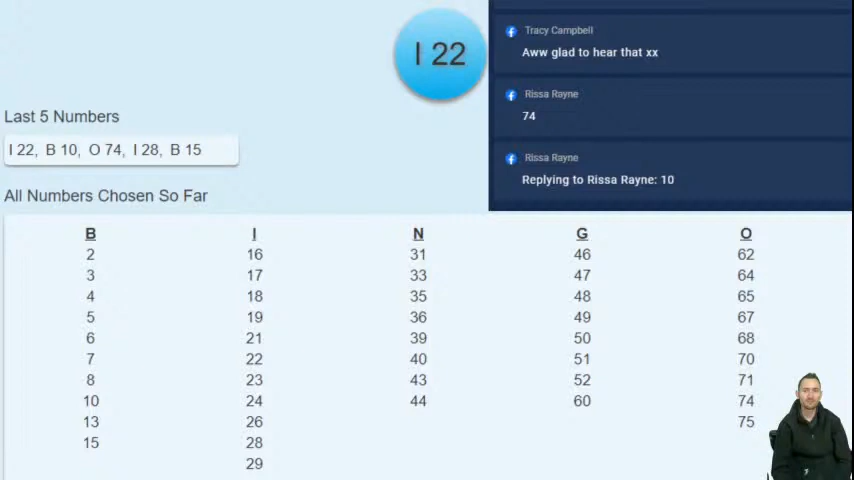 I 22
Tracy Campbell
Aww glad to hear that xx
Rissa Rayne
74
Rissa Rayne
Replying to Rissa Rayne: 10
Last 5 Numbers
I 22, B 10, O 74, I 28, B 15
All Numbers Chosen So Far
B I N G O
2 16 31 46 62
3 17 33 47 64
4 18 35 48 65
5 19 36 49 67
6 21 39 50 68
7 22 40 51 70
8 23 43 52 71
10 24 44 60 74
13 26 75
15 28
29